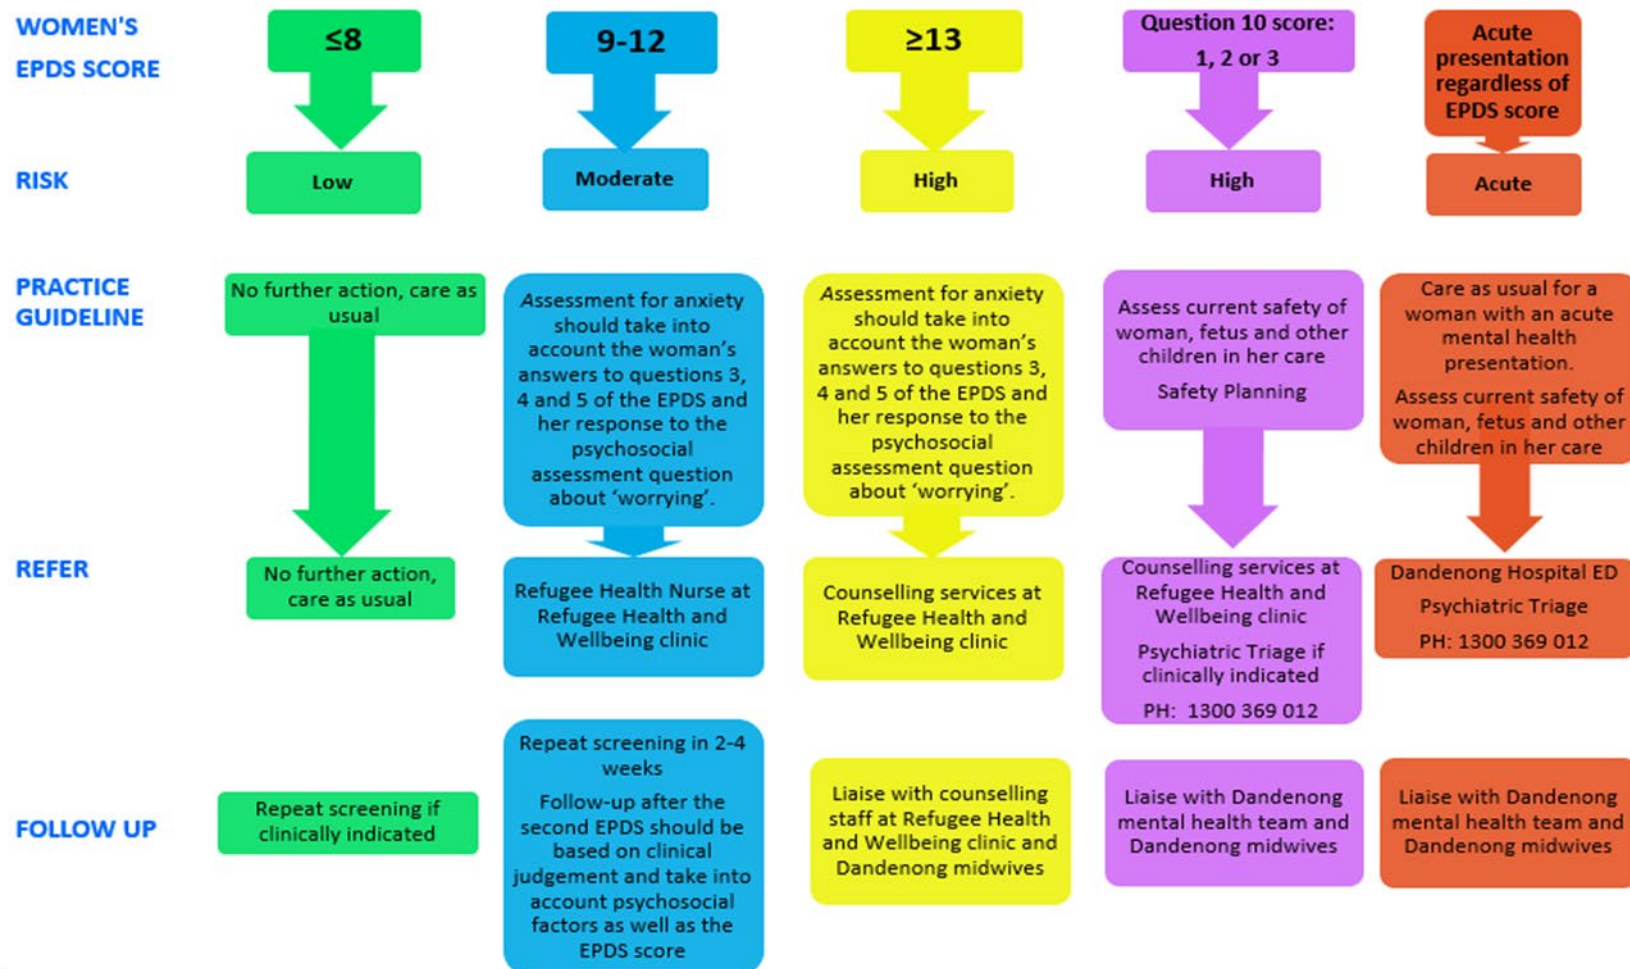 WOMEN'S
EPDS SCORE
≤8
9-12
≥13
Question 10 score:
1, 2 or 3
Acute
presentation
regardless of
EPDS score
RISK
Low
Moderate
High
High
Acute
PRACTICE
GUIDELINE
No further action, care as
usual
Assessment for anxiety
should take into
account the woman's
answers to questions 3,
4 and 5 of the EPDS and
her response to the
psychosocial
assessment question
about ‘worrying’.
Assessment for anxiety
should take into
account the woman's
answers to questions 3,
4 and 5 of the EPDS and
her response to the
psychosocial
assessment question
about ‘worrying’.
Assess current safety of
woman, fetus and other
children in her care
Safety Planning
Care as usual for a
woman with an acute
mental health
presentation.
Assess current safety of
woman, fetus and other
children in her care
REFER
No further action,
care as usual
Refugee Health Nurse at
Refugee Health and
Wellbeing clinic
Counselling services at
Refugee Health and
Wellbeing clinic
Counselling services at
Refugee Health and
Wellbeing clinic
Psychiatric Triage if
clinically indicated
PH: 1300 369 012
Dandenong Hospital ED
Psychiatric Triage
PH: 1300 369 012
FOLLOW UP
Repeat screening if
clinically indicated
Repeat screening in 2-4
weeks
Follow-up after the
second EPDS should be
based on clinical
judgement and take into
account psychosocial
factors as well as the
EPDS score
Liaise with counselling
staff at Refugee Health
and Wellbeing clinic and
Dandenong midwives
Liaise with Dandenong
mental health team and
Dandenong midwives
Liaise with Dandenong
mental health team and
Dandenong midwives